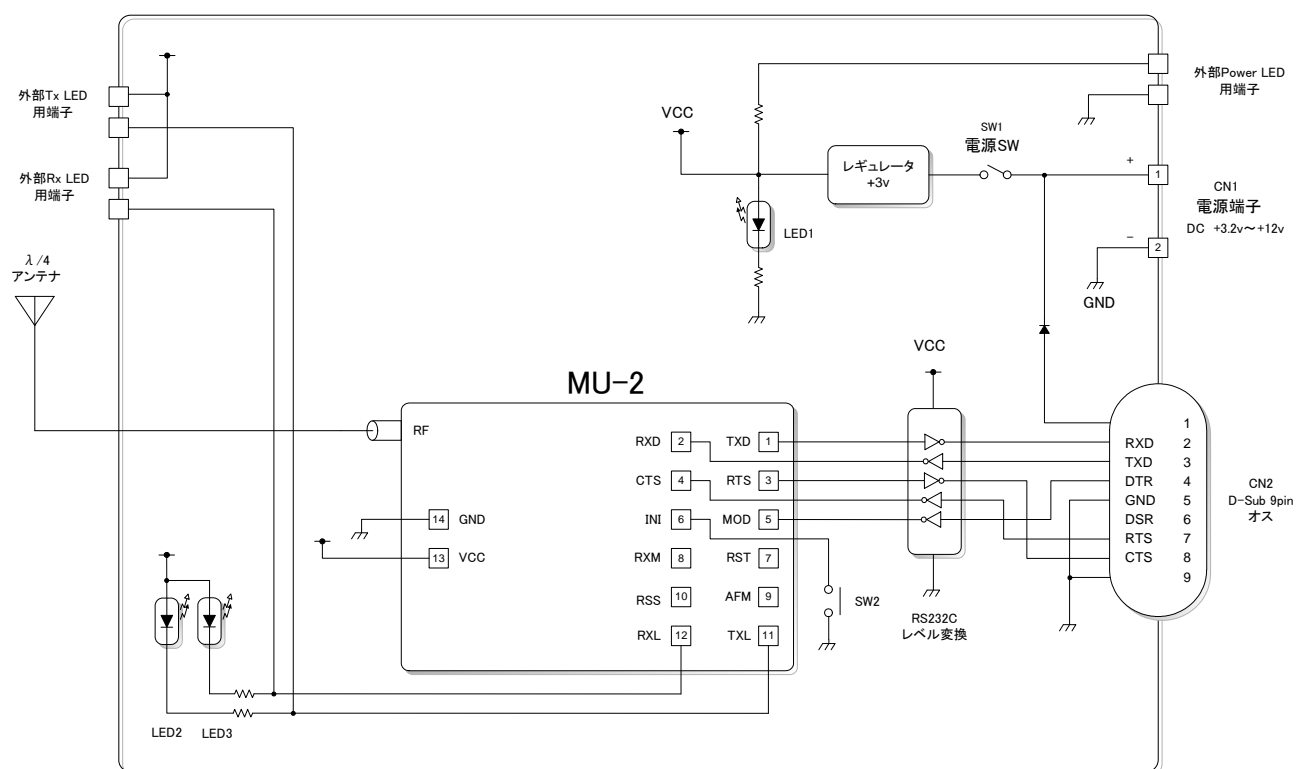 外部Tx LED
用端子
外部Rx LED
用端子
λ/4
アンテナ
VCC
LED1
レギュレータ
+3v
SW1
電源SW
外部Power LED
用端子
+
1
CN1
電源端子
DC +3.2v～+12v
−
2
GND
MU-2
RF
RXD 2 TXD 1
CTS 4 RTS 3
INI 6 MOD 5
RXM 8 RST 7
RSS 10 AFM 9
RXL 12 TXL 11
14 GND
13 VCC
SW2
VCC
RS232C
レベル変換
1
RXD 2
TXD 3
DTR 4
GND 5
DSR 6
RTS 7
CTS 8
9
CN2
D-Sub 9pin
オス
LED2 LED3